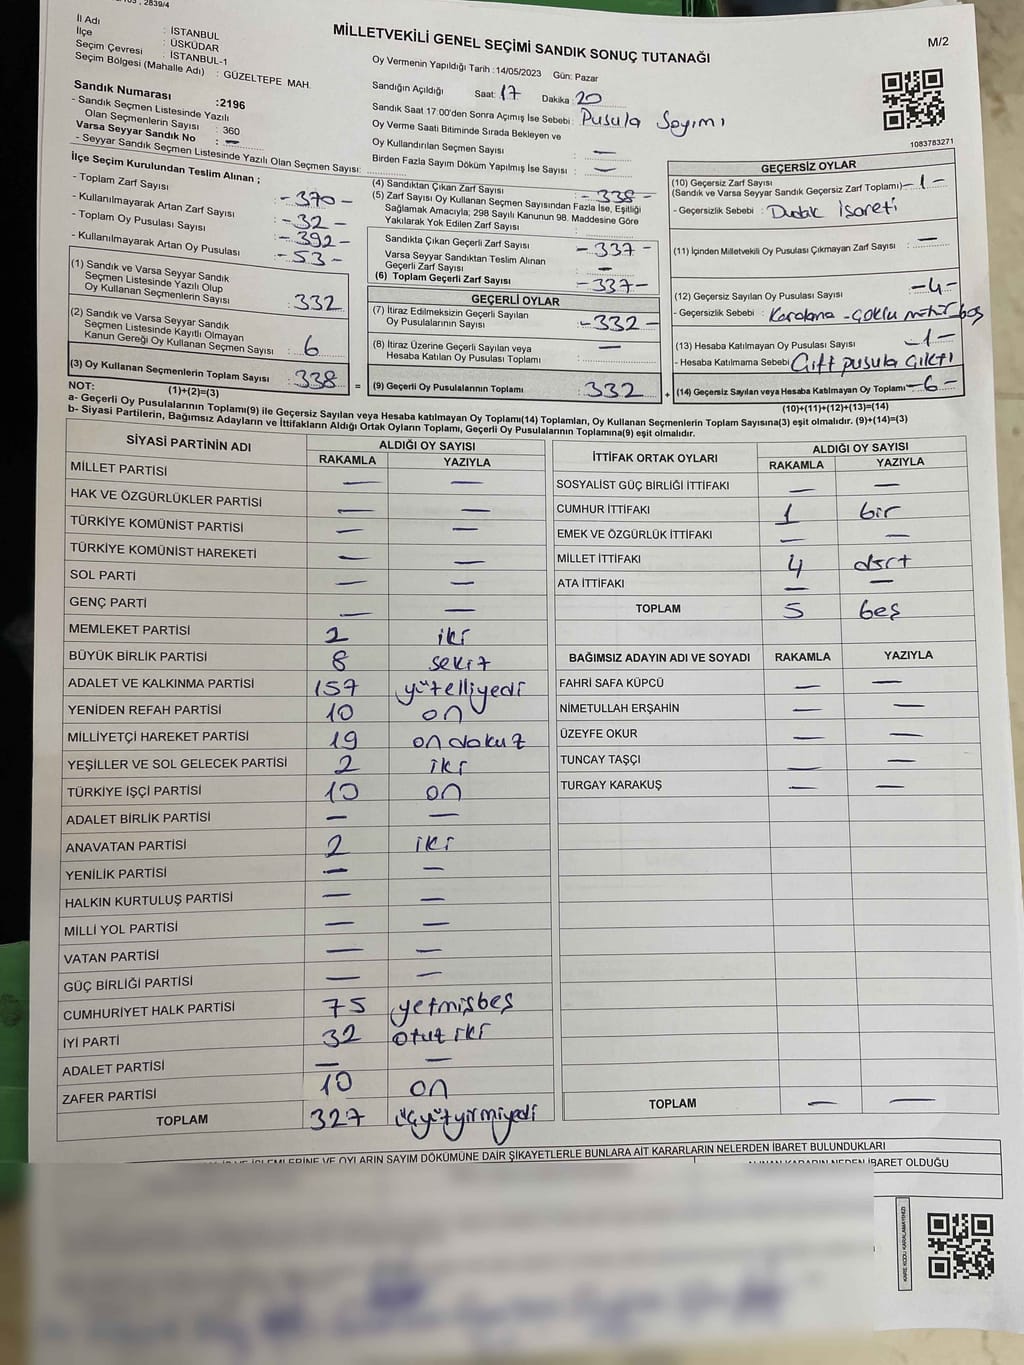 2839/4
MİLLETVEKİLİ GENEL SEÇİMİ SANDIK SONUÇ TUTANAĞI
M/2
İl Adı : İSTANBUL
İlçe : ÜSKÜDAR
Seçim Çevresi : İSTANBUL-1
Seçim Bölgesi (Mahalle Adı) : GÜZELTEPE MAH.
Sandık Numarası :2196
- Sandık Seçmen Listesinde Yazılı
Olan Seçmenlerin Sayısı : 360
Varsa Seyyar Sandık No : —
- Seyyar Sandık Seçmen Listesinde Yazılı Olan Seçmen Sayısı:
Oy Vermenin Yapıldığı Tarih :14/05/2023 Gün: Pazar
Sandığın Açıldığı Saat: 17 Dakika : 20
Sandık Saat 17:00'den Sonra Açımış İse Sebebi : Pusula Sayımı
Oy Verme Saati Bitiminde Sırada Bekleyen ve
Oy Kullandırılan Seçmen Sayısı : —
Birden Fazla Sayım Döküm Yapılmış İse Sayısı : —
1083783271
İlçe Seçim Kurulundan Teslim Alınan ;
- Toplam Zarf Sayısı :-370-
- Kullanılmayarak Artan Zarf Sayısı :-32-
- Toplam Oy Pusulası Sayısı :-392-
- Kullanılmayarak Artan Oy Pusulası :-53-
(1) Sandık ve Varsa Seyyar Sandık
Seçmen Listesinde Yazılı Olup
Oy Kullanan Seçmenlerin Sayısı : 332
(2) Sandık ve Varsa Seyyar Sandık
Seçmen Listesinde Kayıtlı Olmayan
Kanun Gereği Oy Kullanan Seçmen Sayısı : 6
(3) Oy Kullanan Seçmenlerin Toplam Sayısı : 338
(1)+(2)=(3)
(4) Sandıktan Çıkan Zarf Sayısı :-338-
(5) Zarf Sayısı Oy Kullanan Seçmen Sayısından Fazla İse, Eşitliği
Sağlamak Amacıyla; 298 Sayılı Kanunun 98. Maddesine Göre
Yakılarak Yok Edilen Zarf Sayısı :
Sandıkta Çıkan Geçerli Zarf Sayısı -337-
Varsa Seyyar Sandıktan Teslim Alınan
Geçerli Zarf Sayısı —
(6) Toplam Geçerli Zarf Sayısı -337-
GEÇERLİ OYLAR
(7) İtiraz Edilmeksizin Geçerli Sayılan
Oy Pusulalarının Sayısı :-332-
(8) İtiraz Üzerine Geçerli Sayılan veya
Hesaba Katılan Oy Pusulası Toplamı : —
= (9) Geçerli Oy Pusulalarının Toplamı : 332
GEÇERSİZ OYLAR
(10) Geçersiz Zarf Sayısı
(Sandık ve Varsa Seyyar Sandık Geçersiz Zarf Toplamı) -1-
- Geçersizlik Sebebi : Dudak İşareti
(11) İçinden Milletvekili Oy Pusulası Çıkmayan Zarf Sayısı : —
(12) Geçersiz Sayılan Oy Pusulası Sayısı -4-
- Geçersizlik Sebebi : Karalama - çoklu mühür boş
(13) Hesaba Katılmayan Oy Pusulası Sayısı -1-
- Hesaba Katılmama Sebebi : Çift pusula çıktı
+ (14) Geçersiz Sayılan veya Hesaba Katılmayan Oy Toplamı -6-
(10)+(11)+(12)+(13)=(14)
NOT:
a- Geçerli Oy Pusulalarının Toplamı(9) ile Geçersiz Sayılan veya Hesaba katılmayan Oy Toplamı(14) Toplamları, Oy Kullanan Seçmenlerin Toplam Sayısına(3) eşit olmalıdır. (9)+(14)=(3)
b- Siyasi Partilerin, Bağımsız Adayların ve İttifakların Aldığı Ortak Oyların Toplamı, Geçerli Oy Pusulalarının Toplamına(9) eşit olmalıdır.
SİYASİ PARTİNİN ADI ALDIĞI OY SAYISI
RAKAMLA YAZIYLA
MİLLET PARTİSİ — —
HAK VE ÖZGÜRLÜKLER PARTİSİ — —
TÜRKİYE KOMÜNİST PARTİSİ — —
TÜRKİYE KOMÜNİST HAREKETİ — —
SOL PARTİ — —
GENÇ PARTİ — —
MEMLEKET PARTİSİ 2 iki
BÜYÜK BİRLİK PARTİSİ 8 sekiz
ADALET VE KALKINMA PARTİSİ 157 yüzelliyedi
YENİDEN REFAH PARTİSİ 10 on
MİLLİYETÇİ HAREKET PARTİSİ 19 ondokuz
YEŞİLLER VE SOL GELECEK PARTİSİ 2 iki
TÜRKİYE İŞÇİ PARTİSİ 10 on
ADALET BİRLİK PARTİSİ — —
ANAVATAN PARTİSİ 2 iki
YENİLİK PARTİSİ — —
HALKIN KURTULUŞ PARTİSİ — —
MİLLİ YOL PARTİSİ — —
VATAN PARTİSİ — —
GÜÇ BİRLİĞİ PARTİSİ — —
CUMHURİYET HALK PARTİSİ 75 yetmişbeş
İYİ PARTİ 32 otuz iki
ADALET PARTİSİ — —
ZAFER PARTİSİ 10 on
TOPLAM 327 üçyüzyirmiyedi
İTTİFAK ORTAK OYLARI ALDIĞI OY SAYISI
RAKAMLA YAZIYLA
SOSYALİST GÜÇ BİRLİĞİ İTTİFAKI — —
CUMHUR İTTİFAKI 1 bir
EMEK VE ÖZGÜRLÜK İTTİFAKI — —
MİLLET İTTİFAKI 4 dört
ATA İTTİFAKI — —
TOPLAM 5 beş
BAĞIMSIZ ADAYIN ADI VE SOYADI RAKAMLA YAZIYLA
FAHRİ SAFA KÜPCÜ — —
NİMETULLAH ERŞAHİN — —
ÜZEYFE OKUR — —
TUNCAY TAŞÇI — —
TURGAY KARAKUŞ — —
TOPLAM — —
İŞLEMLERİNE VE OYLARIN SAYIM DÖKÜMÜNE DAİR ŞİKAYETLERLE BUNLARA AİT KARARLARIN NELERDEN İBARET BULUNDUKLARI
ALINAN KARARIN NEDEN İBARET OLDUĞU
KARE KODU KARALAMAYINIZ!